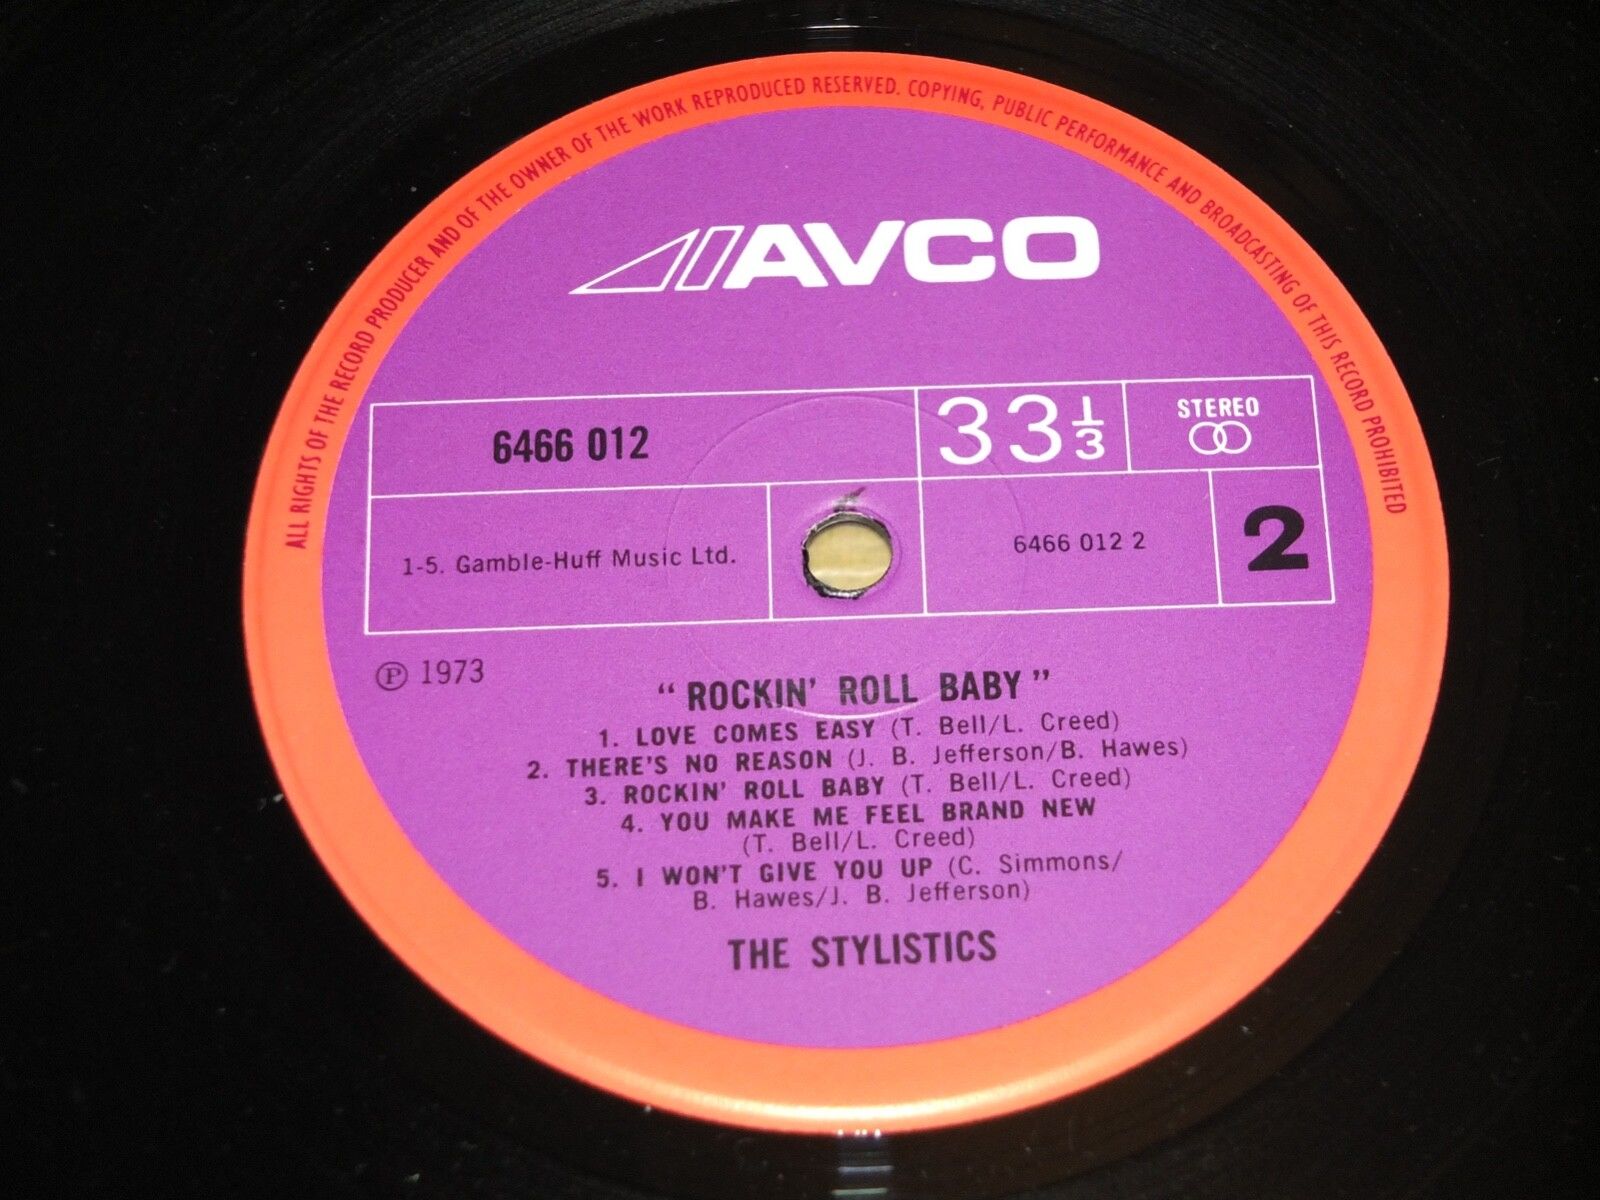 ALL RIGHTS OF THE RECORD PRODUCER AND OF THE OWNER OF THE WORK REPRODUCED RESERVED. COPYING, PUBLIC PERFORMANCE AND BROADCASTING OF THIS RECORD PROHIBITED
AVCO
6466 012
33 1/3
STEREO
1-5. Gamble-Huff Music Ltd.
6466 012 2
2
Ⓟ 1973
“ROCKIN' ROLL BABY”
1. LOVE COMES EASY (T. Bell/L. Creed)
2. THERE'S NO REASON (J. B. Jefferson/B. Hawes)
3. ROCKIN' ROLL BABY (T. Bell/L. Creed)
4. YOU MAKE ME FEEL BRAND NEW
(T. Bell/L. Creed)
5. I WON'T GIVE YOU UP (C. Simmons/
B. Hawes/J. B. Jefferson)
THE STYLISTICS